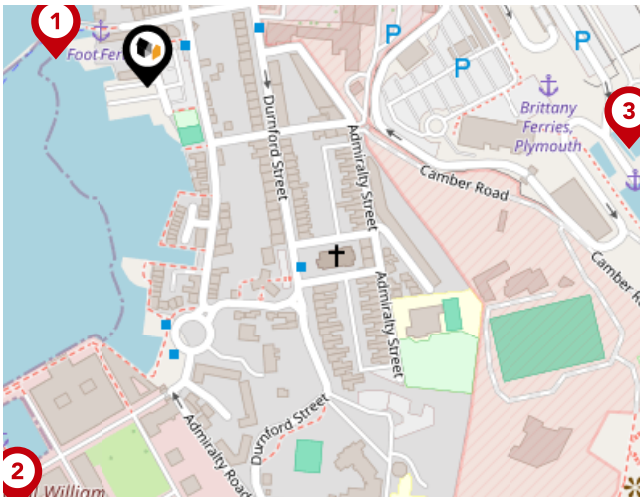 1
Foot Fer
P
P
P
Brittany
Ferries,
Plymouth
3
Durnford Street
Admiralty Street
Camber Road
Camber R
Admiralty Street
Durnford Street
Admiralty Road
2
William